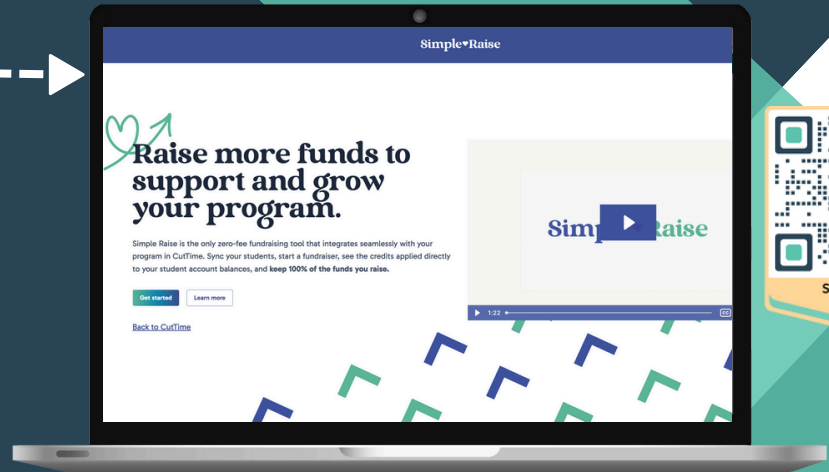 Simple♥Raise
Raise more funds to
support and grow
your program.
Simple Raise is the only zero-fee fundraising tool that integrates seamlessly with your
program in CutTime. Sync your students, start a fundraiser, see the credits applied directly
to your student account balances, and keep 100% of the funds you raise.
Get started
Learn more
Back to CutTime
Raise
1:22
CC